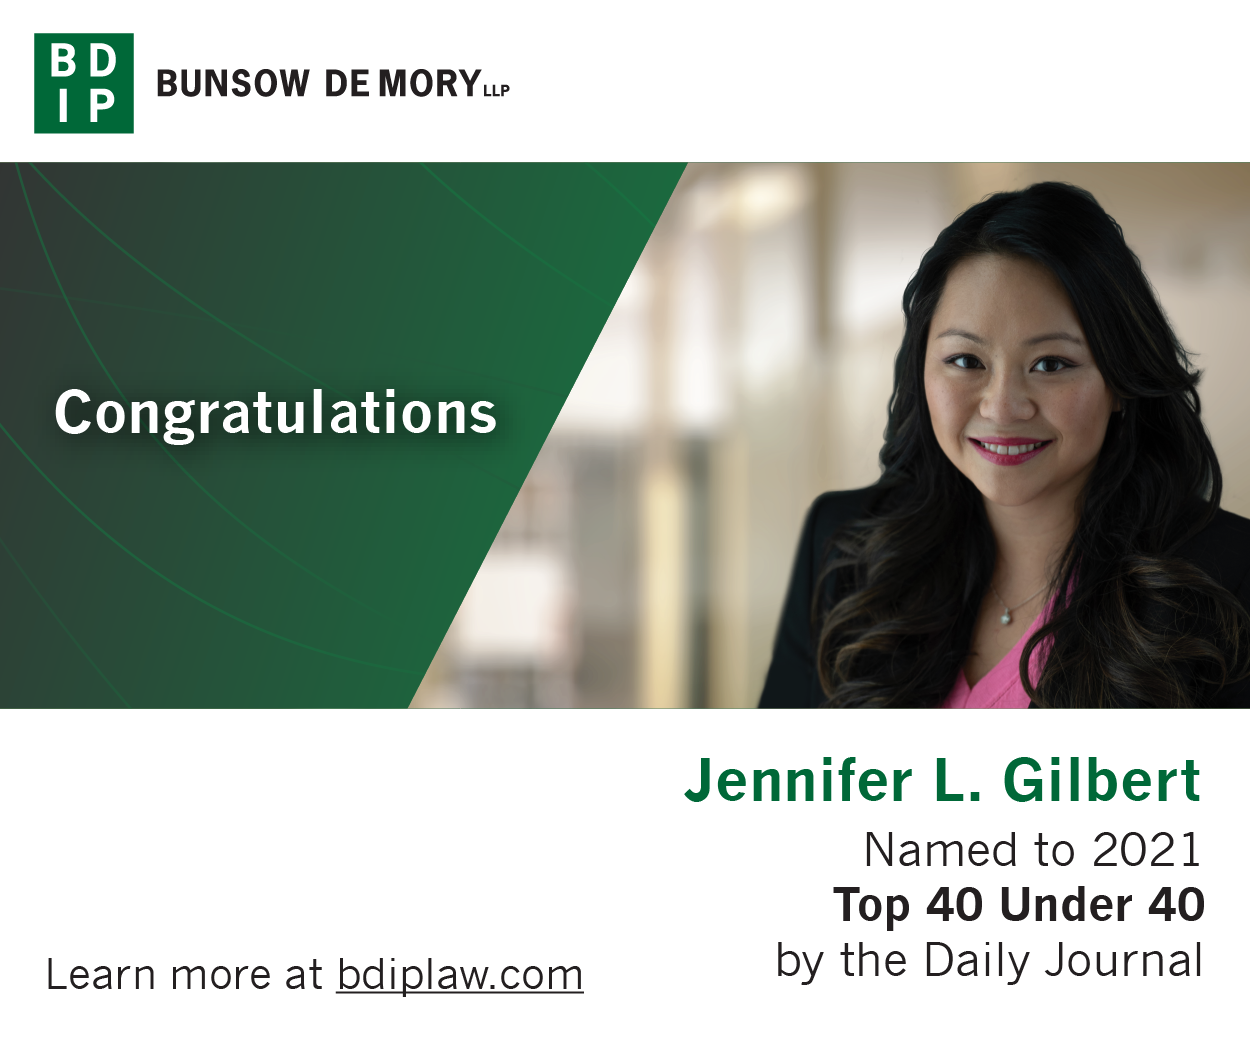 B D
I P
BUNSOW DE MORY LLP
Congratulations
Jennifer L. Gilbert
Named to 2021
Top 40 Under 40
by the Daily Journal
Learn more at bdiplaw.com